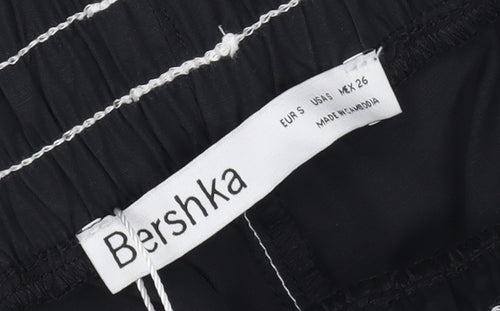 Bershka
EUR S USA S MEX 26
MADE IN CAMBODIA